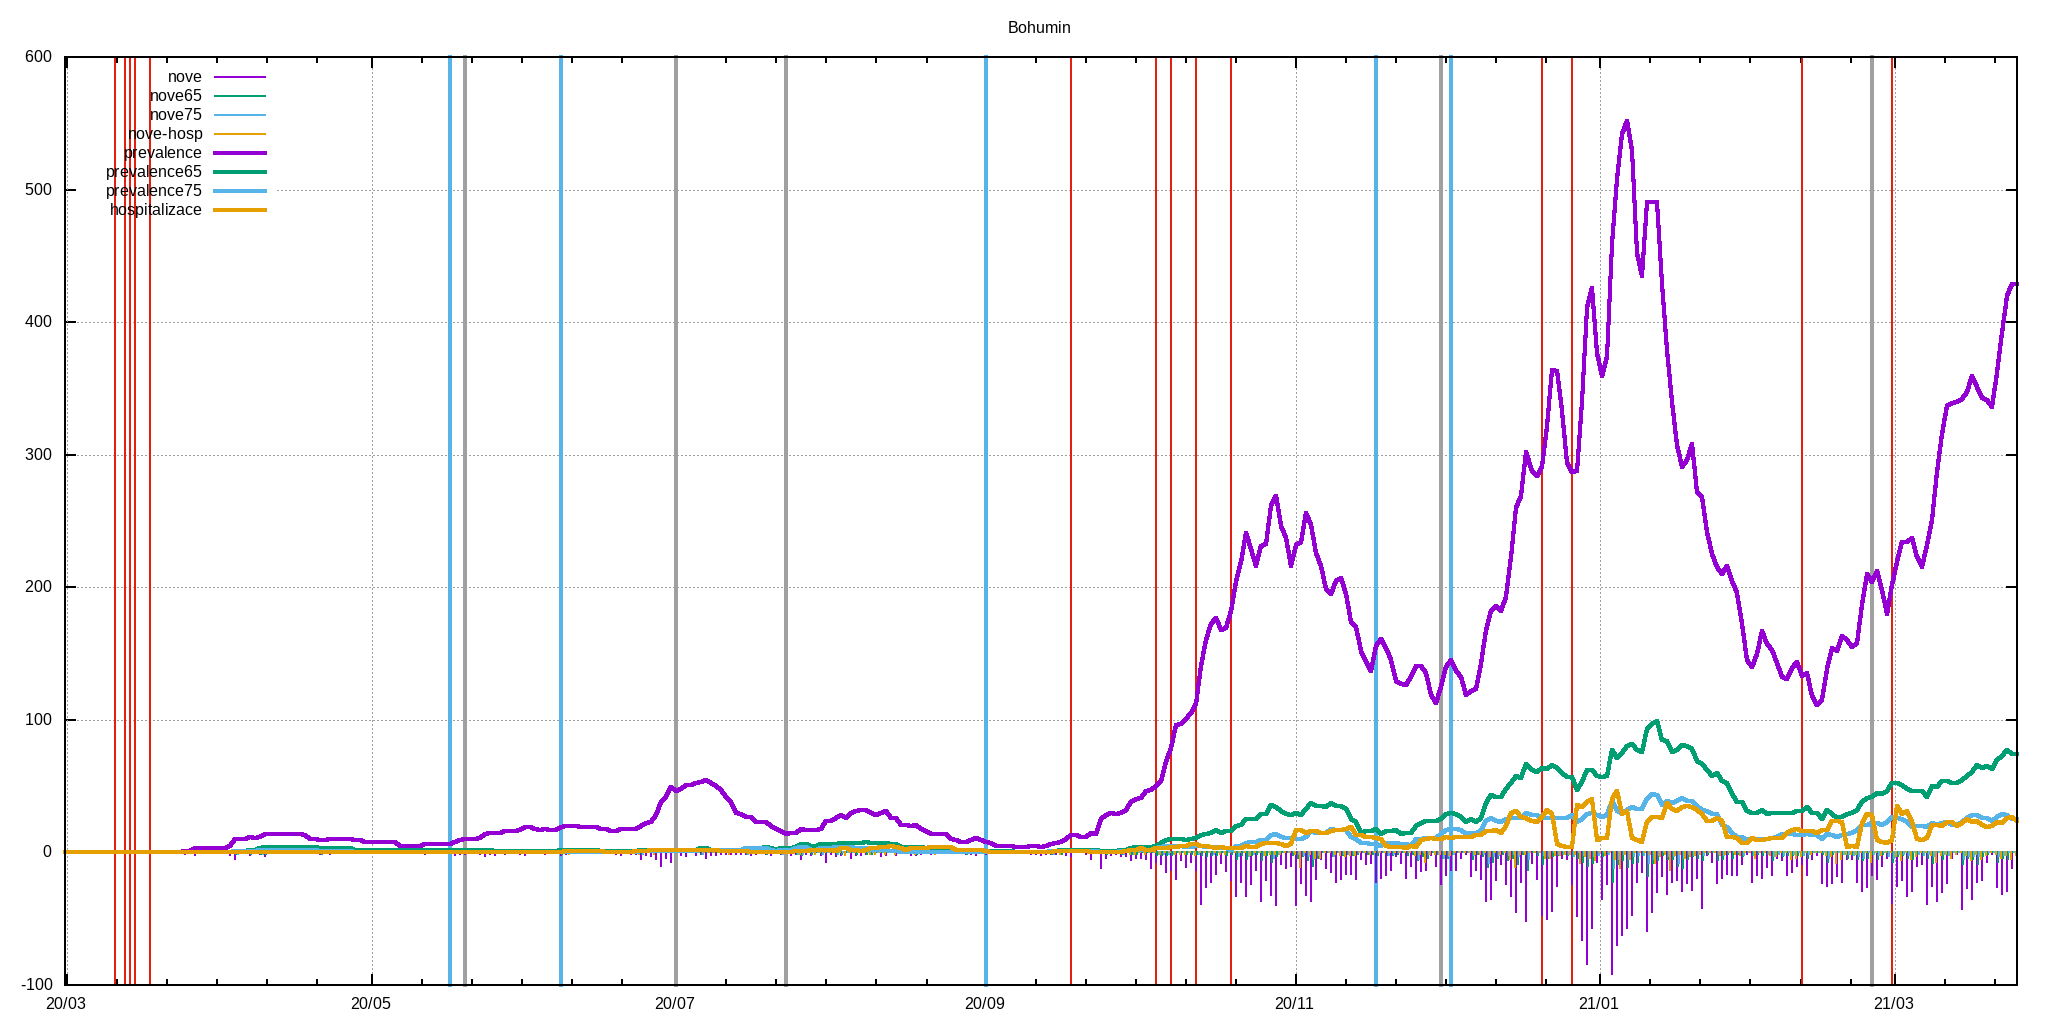 Bohumin
600
500
400
300
200
100
0
-100
nove
nove65
nove75
nove-hosp
prevalence
prevalence65
prevalence75
hospitalizace
20/03 20/05 20/07 20/09 20/11 21/01 21/03